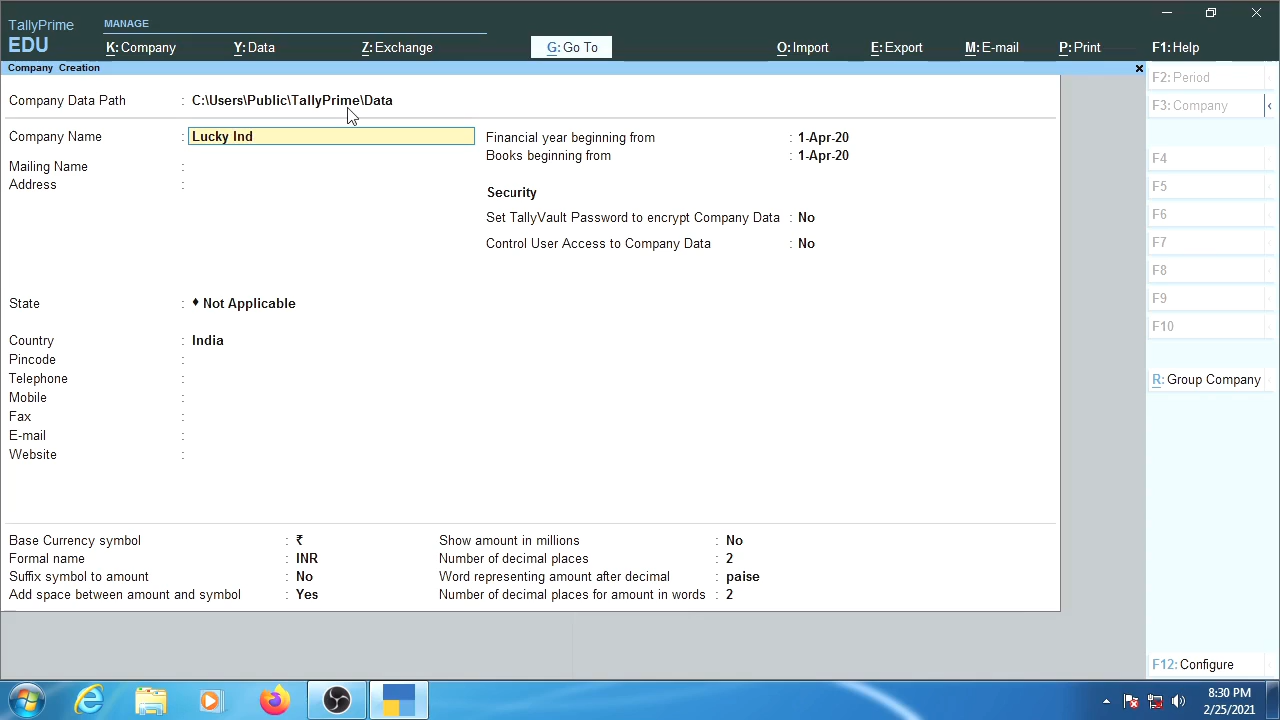 TallyPrime
EDU
MANAGE
K: Company
Y: Data
Z: Exchange
G: Go To
O: Import
E: Export
M: E-mail
P: Print
F1: Help
Company Creation
Company Data Path : C:\Users\Public\TallyPrime\Data
Company Name : Lucky Ind
Mailing Name :
Address :
Financial year beginning from : 1-Apr-20
Books beginning from : 1-Apr-20
Security
Set TallyVault Password to encrypt Company Data : No
Control User Access to Company Data : No
State : ♦ Not Applicable
Country : India
Pincode :
Telephone :
Mobile :
Fax :
E-mail :
Website :
Base Currency symbol : ₹
Formal name : INR
Suffix symbol to amount : No
Add space between amount and symbol : Yes
Show amount in millions : No
Number of decimal places : 2
Word representing amount after decimal : paise
Number of decimal places for amount in words : 2
F2: Period
F3: Company
F4
F5
F6
F7
F8
F9
F10
R: Group Company
F12: Configure
8:30 PM
2/25/2021